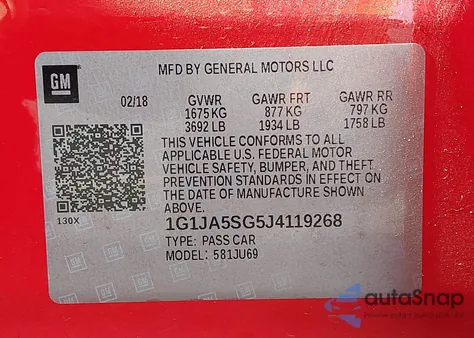 GM
MFD BY GENERAL MOTORS LLC
02/18 GVWR GAWR FRT GAWR RR
1675 KG 877 KG 797 KG
3692 LB 1934 LB 1758 LB
THIS VEHICLE CONFORMS TO ALL
APPLICABLE U.S. FEDERAL MOTOR
VEHICLE SAFETY, BUMPER, AND THEFT
PREVENTION STANDARDS IN EFFECT ON
THE DATE OF MANUFACTURE SHOWN
ABOVE.
130X
1G1JA5SG5J4119268
TYPE: PASS CAR
MODEL: 581JU69
autoSnap